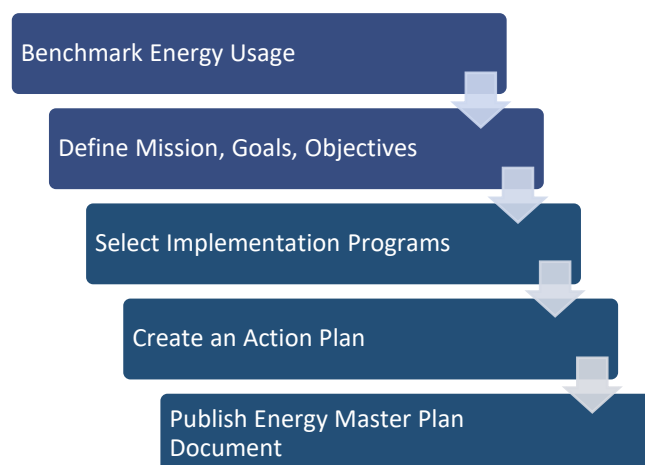 Benchmark Energy Usage
Define Mission, Goals, Objectives
Select Implementation Programs
Create an Action Plan
Publish Energy Master Plan
Document